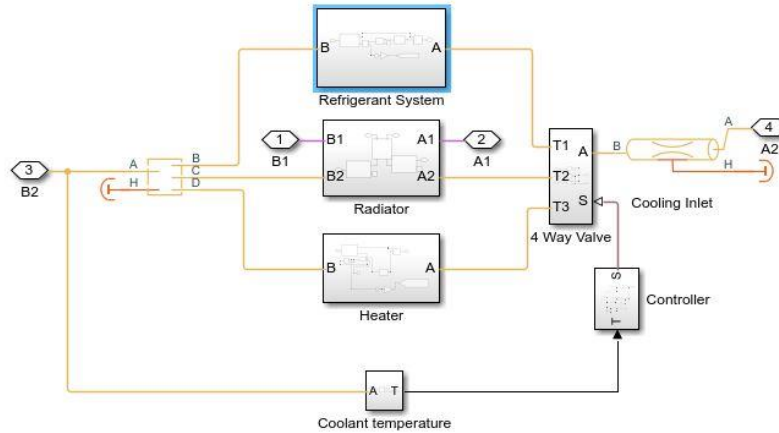 B
A
Refrigerant System
1
B1
B1
A1
2
A1
B2
A2
Radiator
3
B2
A
H
B
C
D
T1
A
T2
T3
S
4 Way Valve
B
A
H
Cooling Inlet
4
A2
B
A
Heater
S
T
Controller
A
T
Coolant temperature